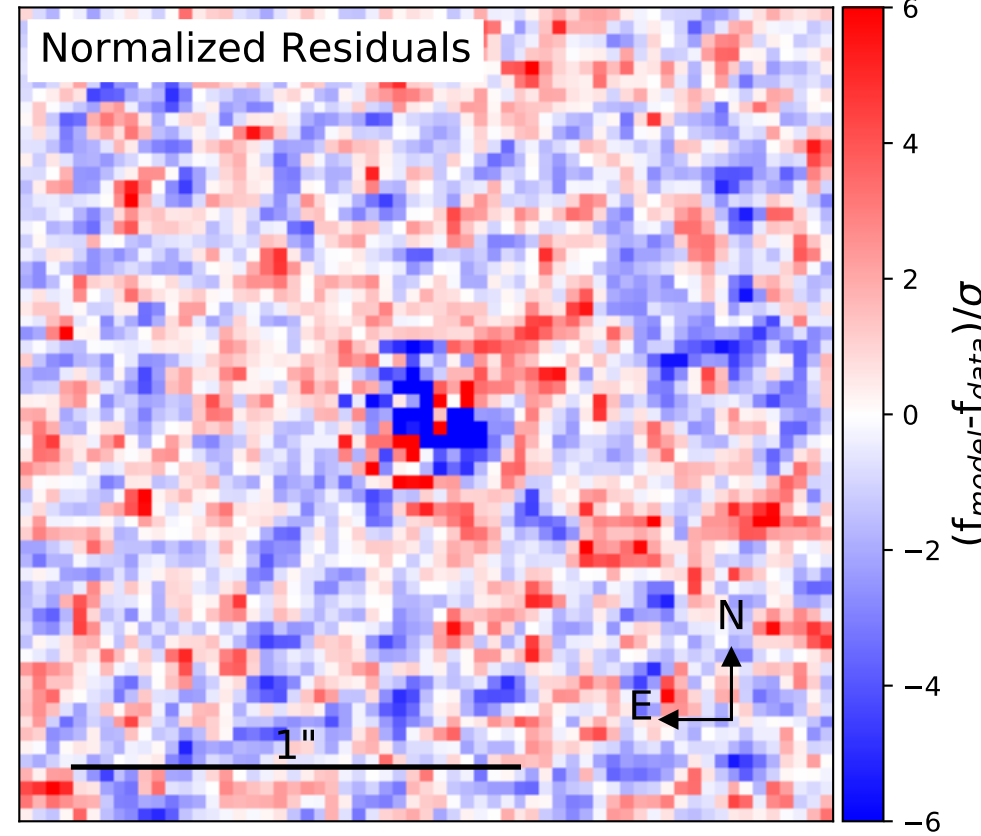 Normalized Residuals
6
4
2
0
−2
−4
−6
(f_model-f_data)/σ
N
E
1"